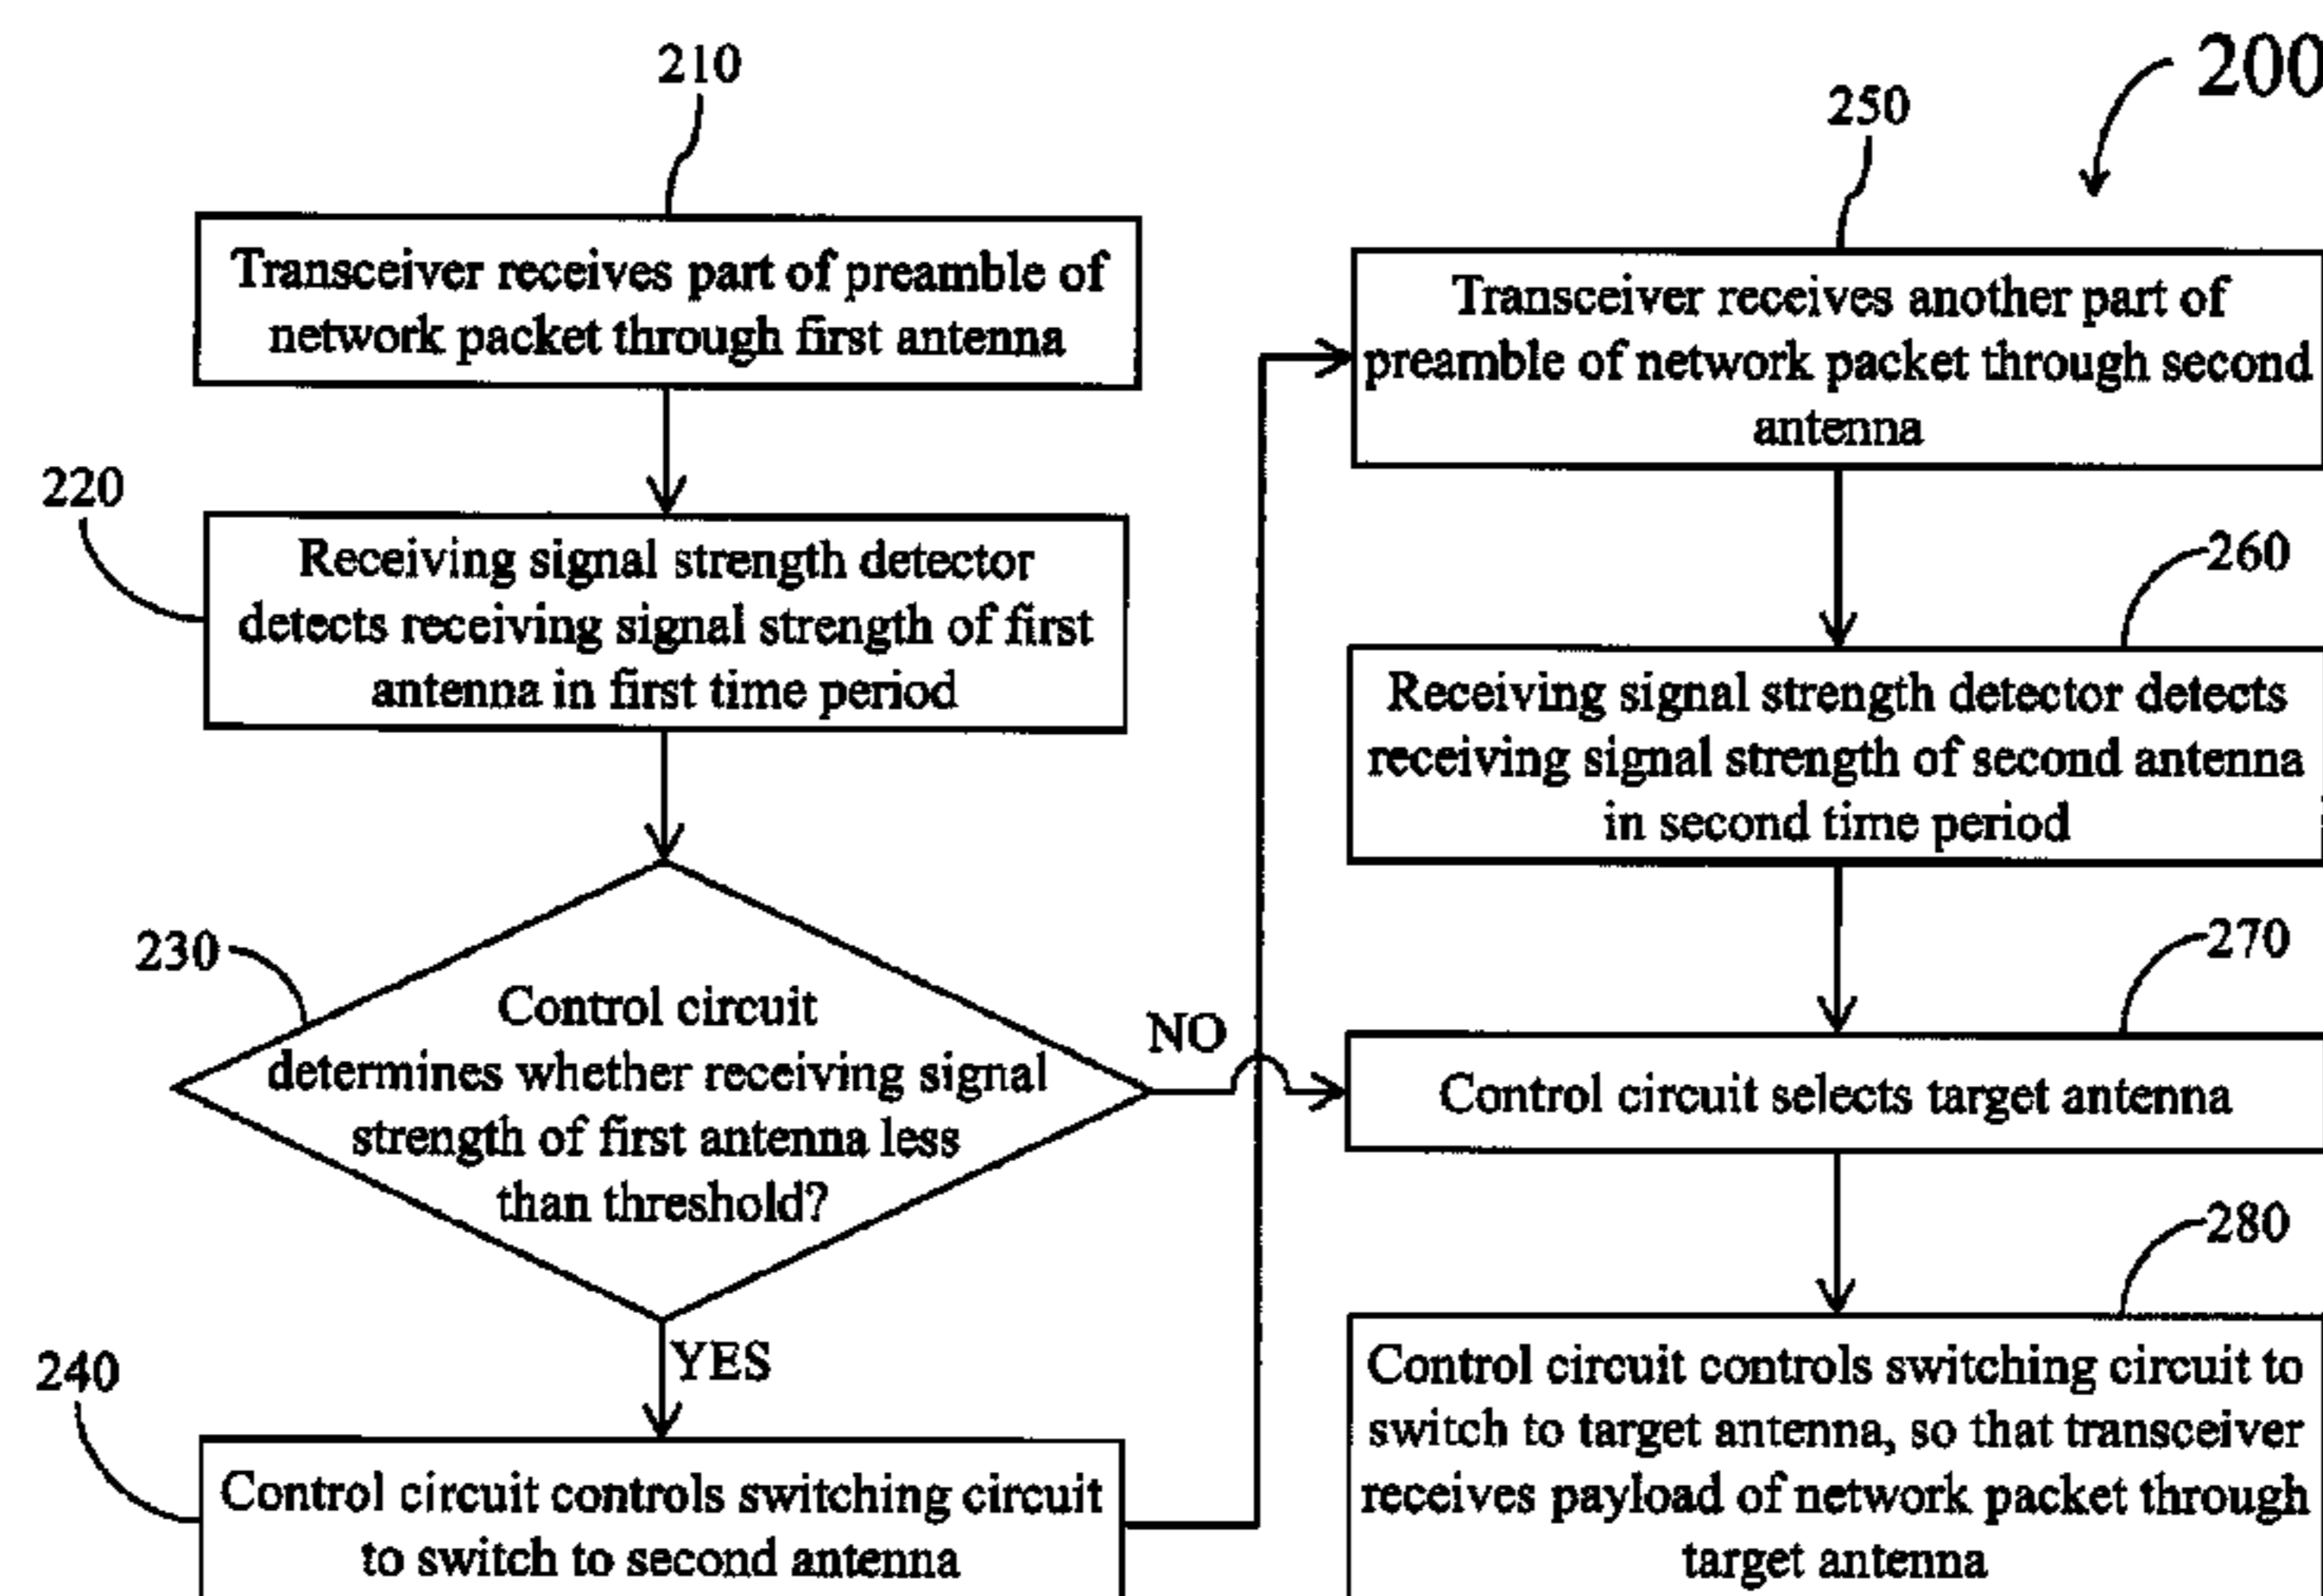 200
210
Transceiver receives part of preamble of
network packet through first antenna
220
Receiving signal strength detector
detects receiving signal strength of first
antenna in first time period
230
Control circuit
determines whether receiving signal
strength of first antenna less
than threshold?
NO
YES
240
Control circuit controls switching circuit
to switch to second antenna
250
Transceiver receives another part of
preamble of network packet through second
antenna
260
Receiving signal strength detector detects
receiving signal strength of second antenna
in second time period
270
Control circuit selects target antenna
280
Control circuit controls switching circuit to
switch to target antenna, so that transceiver
receives payload of network packet through
target antenna